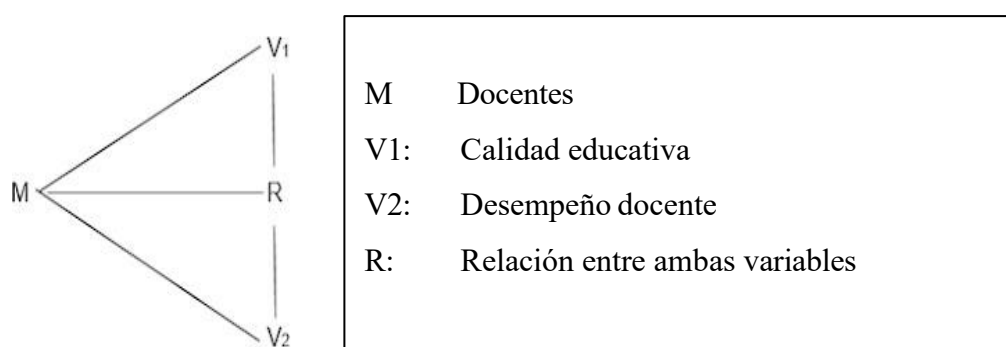 V1
M
R
V2
M Docentes
V1: Calidad educativa
V2: Desempeño docente
R: Relación entre ambas variables